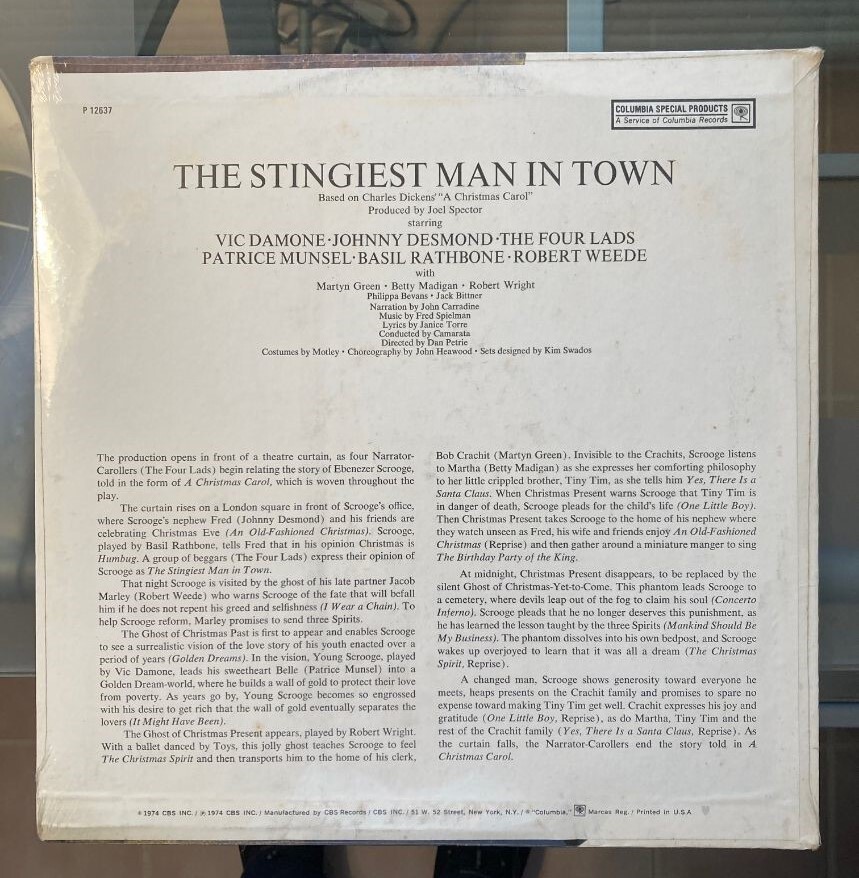 P 12637
COLUMBIA SPECIAL PRODUCTS
A Service of Columbia Records
THE STINGIEST MAN IN TOWN
Based on Charles Dickens' "A Christmas Carol"
Produced by Joel Spector
starring
VIC DAMONE · JOHNNY DESMOND · THE FOUR LADS
PATRICE MUNSEL · BASIL RATHBONE · ROBERT WEEDE
with
Martyn Green • Betty Madigan • Robert Wright
Philippa Bevans • Jack Bittner
Narration by John Carradine
Music by Fred Spielman
Lyrics by Janice Torre
Conducted by Camarata
Directed by Dan Petrie
Costumes by Motley • Choreography by John Heawood • Sets designed by Kim Swados
The production opens in front of a theatre curtain, as four Narrator-
Carollers (The Four Lads) begin relating the story of Ebenezer Scrooge,
told in the form of A Christmas Carol, which is woven throughout the
play.
The curtain rises on a London square in front of Scrooge's office,
where Scrooge's nephew Fred (Johnny Desmond) and his friends are
celebrating Christmas Eve (An Old-Fashioned Christmas). Scrooge,
played by Basil Rathbone, tells Fred that in his opinion Christmas is
Humbug. A group of beggars (The Four Lads) express their opinion of
Scrooge as The Stingiest Man in Town.
That night Scrooge is visited by the ghost of his late partner Jacob
Marley (Robert Weede) who warns Scrooge of the fate that will befall
him if he does not repent his greed and selfishness (I Wear a Chain). To
help Scrooge reform, Marley promises to send three Spirits.
The Ghost of Christmas Past is first to appear and enables Scrooge
to see a surrealistic vision of the love story of his youth enacted over a
period of years (Golden Dreams). In the vision, Young Scrooge, played
by Vic Damone, leads his sweetheart Belle (Patrice Munsel) into a
Golden Dream-world, where he builds a wall of gold to protect their love
from poverty. As years go by, Young Scrooge becomes so engrossed
with his desire to get rich that the wall of gold eventually separates the
lovers (It Might Have Been).
The Ghost of Christmas Present appears, played by Robert Wright.
With a ballet danced by Toys, this jolly ghost teaches Scrooge to feel
The Christmas Spirit and then transports him to the home of his clerk,
Bob Crachit (Martyn Green). Invisible to the Crachits, Scrooge listens
to Martha (Betty Madigan) as she expresses her comforting philosophy
to her little crippled brother, Tiny Tim, as she tells him Yes, There Is a
Santa Claus. When Christmas Present warns Scrooge that Tiny Tim is
in danger of death, Scrooge pleads for the child's life (One Little Boy).
Then Christmas Present takes Scrooge to the home of his nephew where
they watch unseen as Fred, his wife and friends enjoy An Old-Fashioned
Christmas (Reprise) and then gather around a miniature manger to sing
The Birthday Party of the King.
At midnight, Christmas Present disappears, to be replaced by the
silent Ghost of Christmas-Yet-to-Come. This phantom leads Scrooge to
a cemetery, where devils leap out of the fog to claim his soul (Concerto
Inferno). Scrooge pleads that he no longer deserves this punishment, as
he has learned the lesson taught by the three Spirits (Mankind Should Be
My Business). The phantom dissolves into his own bedpost, and Scrooge
wakes up overjoyed to learn that it was all a dream (The Christmas
Spirit, Reprise).
A changed man, Scrooge shows generosity toward everyone he
meets, heaps presents on the Crachit family and promises to spare no
expense toward making Tiny Tim get well. Crachit expresses his joy and
gratitude (One Little Boy, Reprise), as do Martha, Tiny Tim and the
rest of the Crachit family (Yes, There Is a Santa Claus, Reprise). As
the curtain falls, the Narrator-Carollers end the story told in A
Christmas Carol.
© 1974 CBS INC. / ℗ 1974 CBS INC. / Manufactured by CBS Records / CBS INC. / 51 W. 52 Street, New York, N.Y. / ® "Columbia," Marcas Reg. / Printed in U.S.A